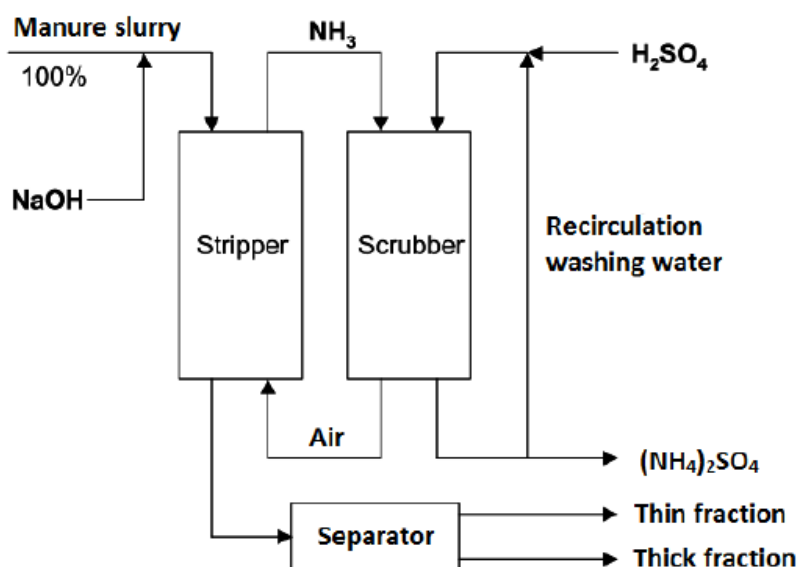 Manure slurry
100%
NH₃
H₂SO₄
NaOH
Stripper
Scrubber
Recirculation
washing water
Air
(NH₄)₂SO₄
Thin fraction
Separator
Thick fraction